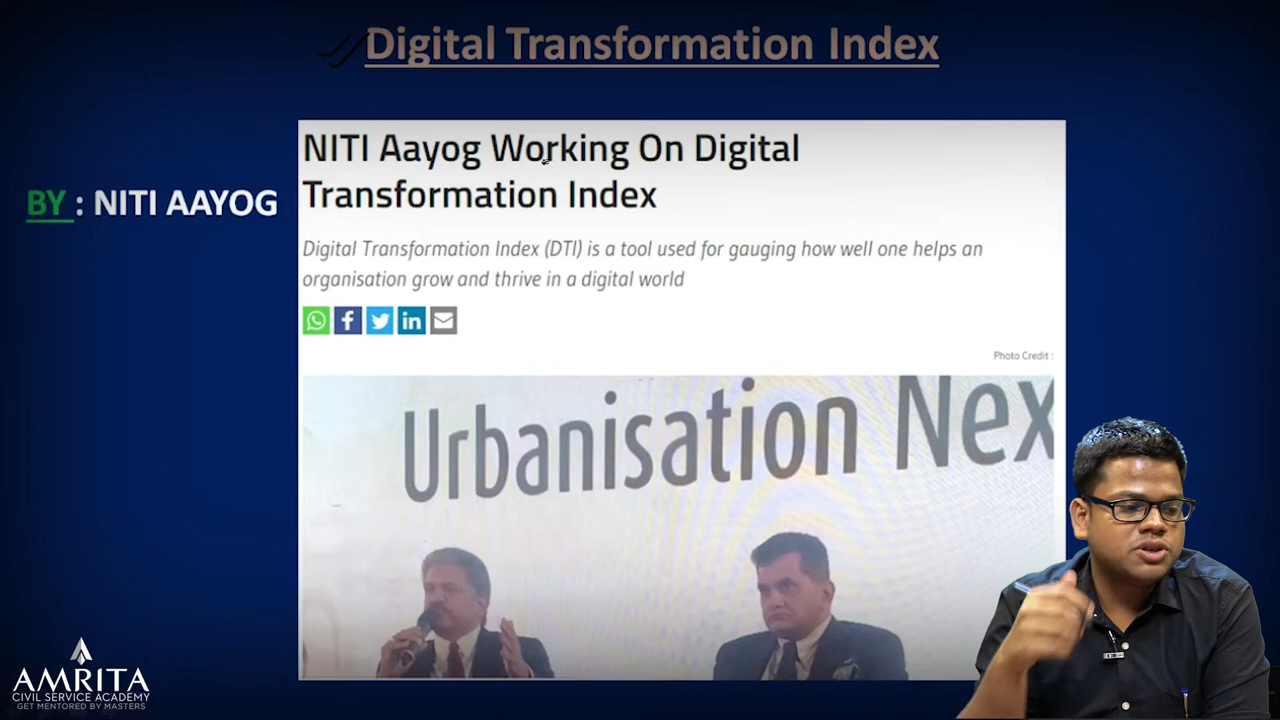 Digital Transformation Index
BY : NITI AAYOG
NITI Aayog Working On Digital
Transformation Index
Digital Transformation Index (DTI) is a tool used for gauging how well one helps an
organisation grow and thrive in a digital world
Photo Credit :
Urbanisation Nex
AMRITA
CIVIL SERVICE ACADEMY
GET MENTORED BY MASTERS